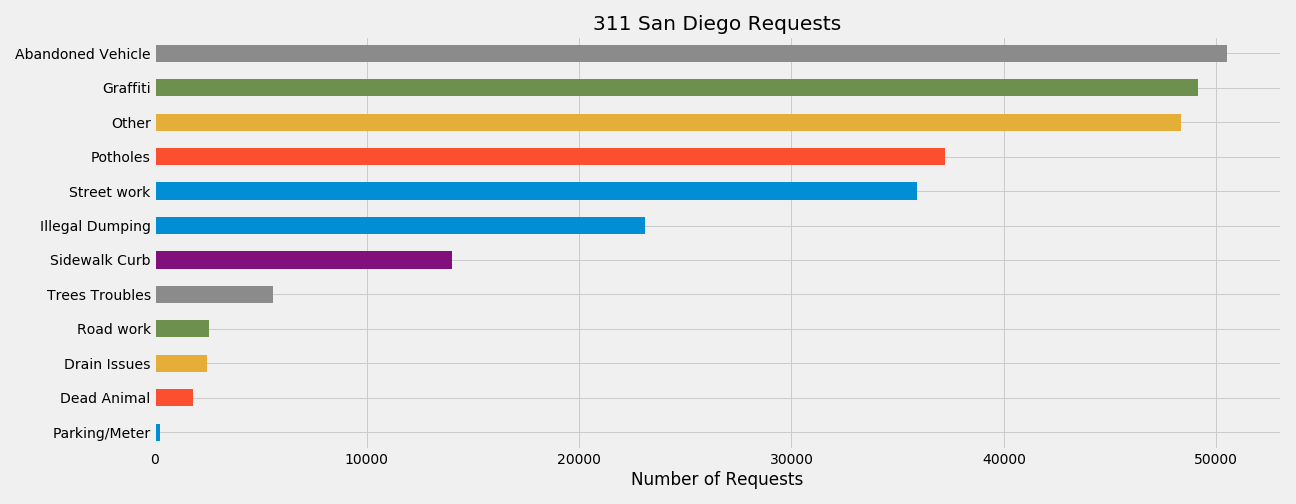 311 San Diego Requests
Abandoned Vehicle
Graffiti
Other
Potholes
Street work
Illegal Dumping
Sidewalk Curb
Trees Troubles
Road work
Drain Issues
Dead Animal
Parking/Meter
0 10000 20000 30000 40000 50000
Number of Requests